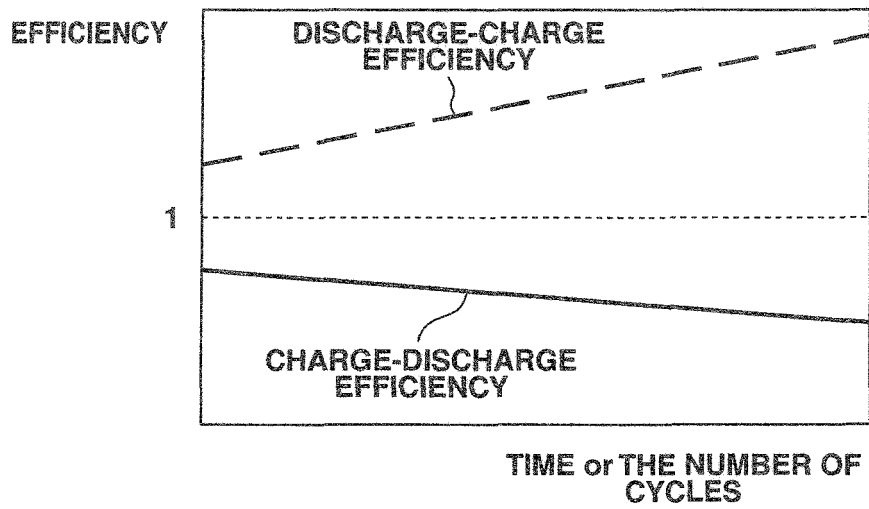 EFFICIENCY
DISCHARGE-CHARGE
EFFICIENCY
1
CHARGE-DISCHARGE
EFFICIENCY
TIME or THE NUMBER OF
CYCLES